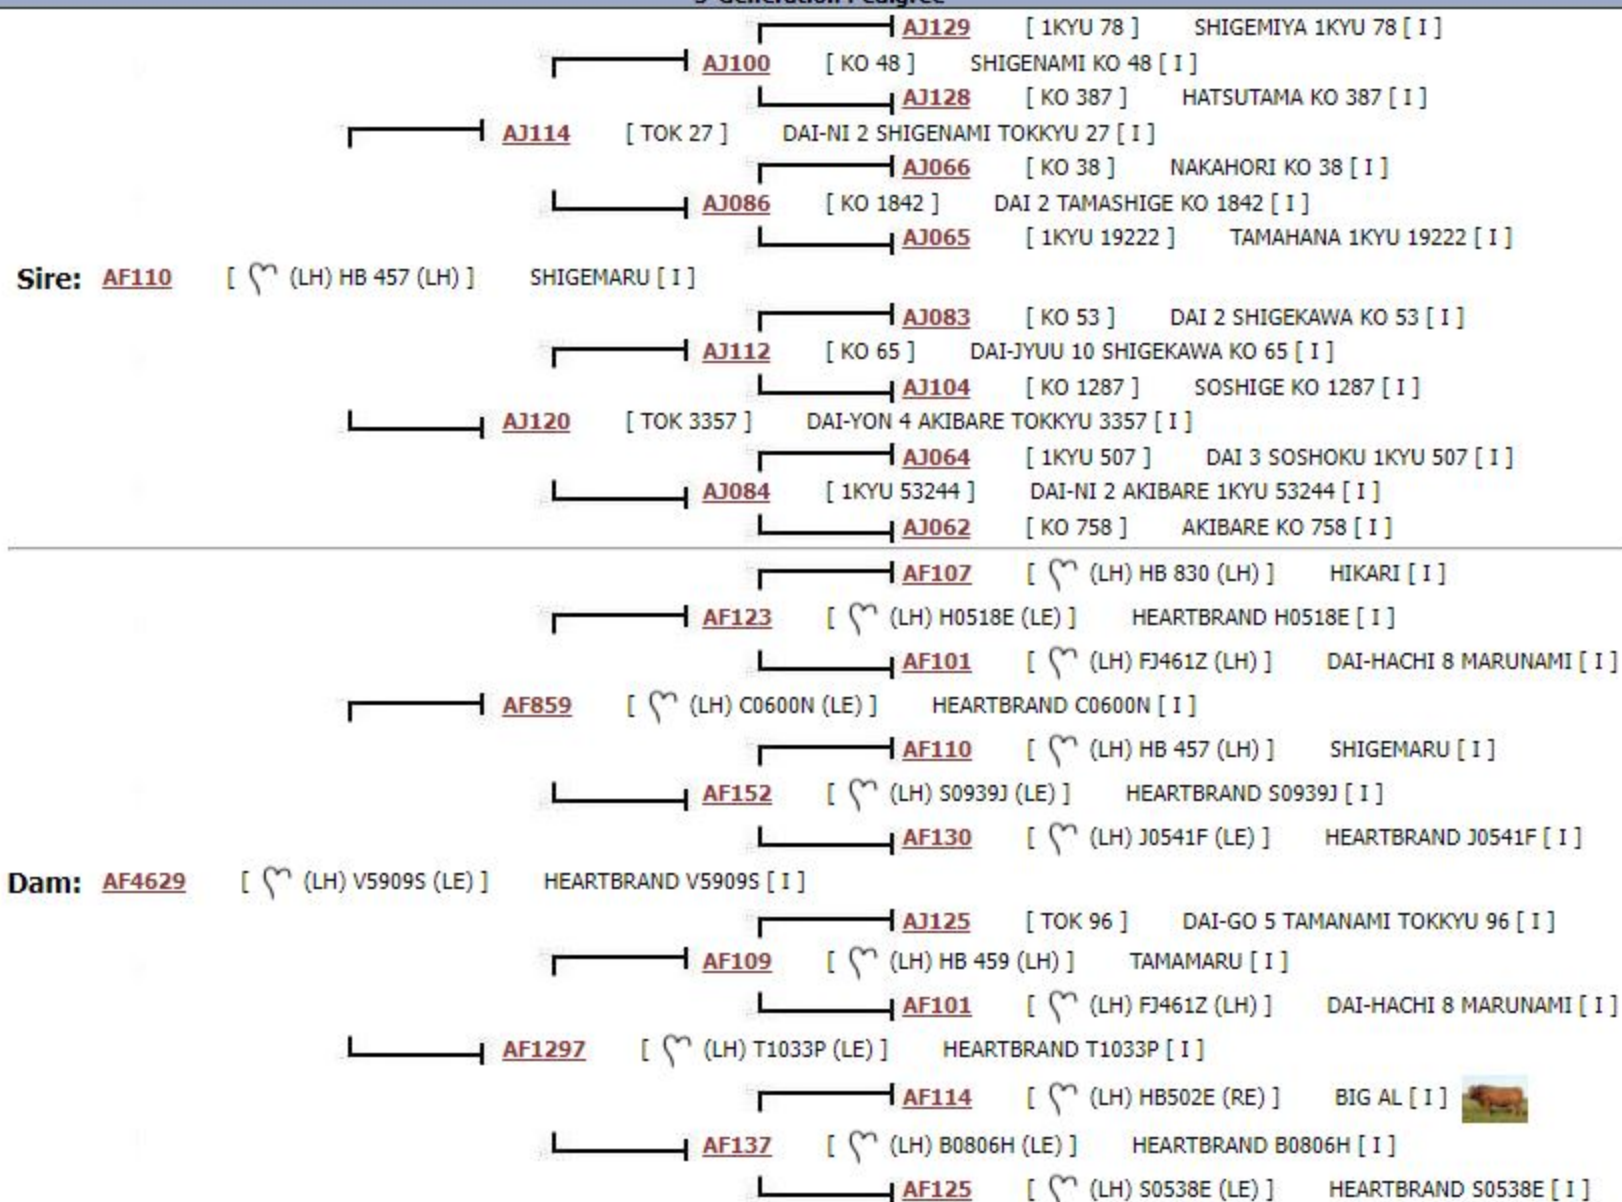 AJ129 [ 1KYU 78 ] SHIGEMIYA 1KYU 78 [ I ]
AJ100 [ KO 48 ] SHIGENAMI KO 48 [ I ]
AJ128 [ KO 387 ] HATSUTAMA KO 387 [ I ]
AJ114 [ TOK 27 ] DAI-NI 2 SHIGENAMI TOKKYU 27 [ I ]
AJ066 [ KO 38 ] NAKAHORI KO 38 [ I ]
AJ086 [ KO 1842 ] DAI 2 TAMASHIGE KO 1842 [ I ]
AJ065 [ 1KYU 19222 ] TAMAHANA 1KYU 19222 [ I ]
Sire: AF110 [ (LH) HB 457 (LH) ] SHIGEMARU [ I ]
AJ083 [ KO 53 ] DAI 2 SHIGEKAWA KO 53 [ I ]
AJ112 [ KO 65 ] DAI-JYUU 10 SHIGEKAWA KO 65 [ I ]
AJ104 [ KO 1287 ] SOSHIGE KO 1287 [ I ]
AJ120 [ TOK 3357 ] DAI-YON 4 AKIBARE TOKKYU 3357 [ I ]
AJ064 [ 1KYU 507 ] DAI 3 SOSHOKU 1KYU 507 [ I ]
AJ084 [ 1KYU 53244 ] DAI-NI 2 AKIBARE 1KYU 53244 [ I ]
AJ062 [ KO 758 ] AKIBARE KO 758 [ I ]
AF107 [ (LH) HB 830 (LH) ] HIKARI [ I ]
AF123 [ (LH) H0518E (LE) ] HEARTBRAND H0518E [ I ]
AF101 [ (LH) FJ461Z (LH) ] DAI-HACHI 8 MARUNAMI [ I ]
AF859 [ (LH) C0600N (LE) ] HEARTBRAND C0600N [ I ]
AF110 [ (LH) HB 457 (LH) ] SHIGEMARU [ I ]
AF152 [ (LH) S0939J (LE) ] HEARTBRAND S0939J [ I ]
AF130 [ (LH) J0541F (LE) ] HEARTBRAND J0541F [ I ]
Dam: AF4629 [ (LH) V5909S (LE) ] HEARTBRAND V5909S [ I ]
AJ125 [ TOK 96 ] DAI-GO 5 TAMANAMI TOKKYU 96 [ I ]
AF109 [ (LH) HB 459 (LH) ] TAMAMARU [ I ]
AF101 [ (LH) FJ461Z (LH) ] DAI-HACHI 8 MARUNAMI [ I ]
AF1297 [ (LH) T1033P (LE) ] HEARTBRAND T1033P [ I ]
AF114 [ (LH) HB502E (RE) ] BIG AL [ I ]
AF137 [ (LH) B0806H (LE) ] HEARTBRAND B0806H [ I ]
AF125 [ (LH) S0538E (LE) ] HEARTBRAND S0538E [ I ]